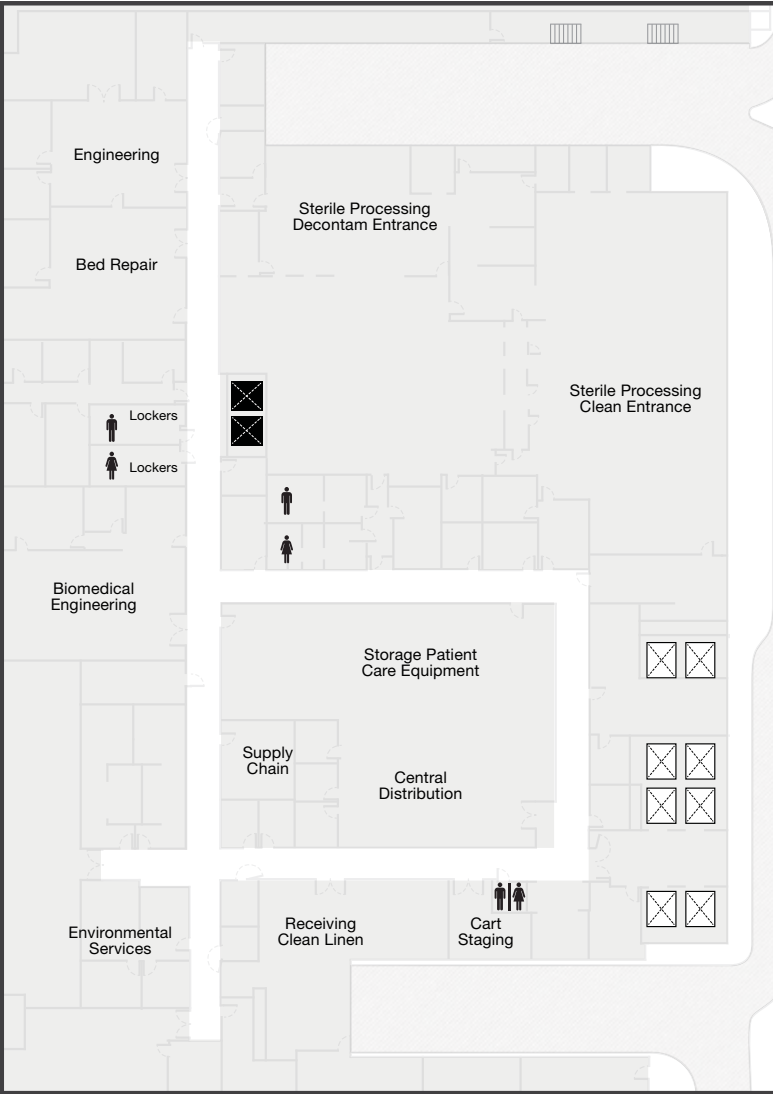 Engineering
Sterile Processing
Decontam Entrance
Bed Repair
Sterile Processing
Clean Entrance
Lockers
Lockers
Biomedical
Engineering
Storage Patient
Care Equipment
Supply
Chain
Central
Distribution
Environmental
Services
Receiving
Clean Linen
Cart
Staging